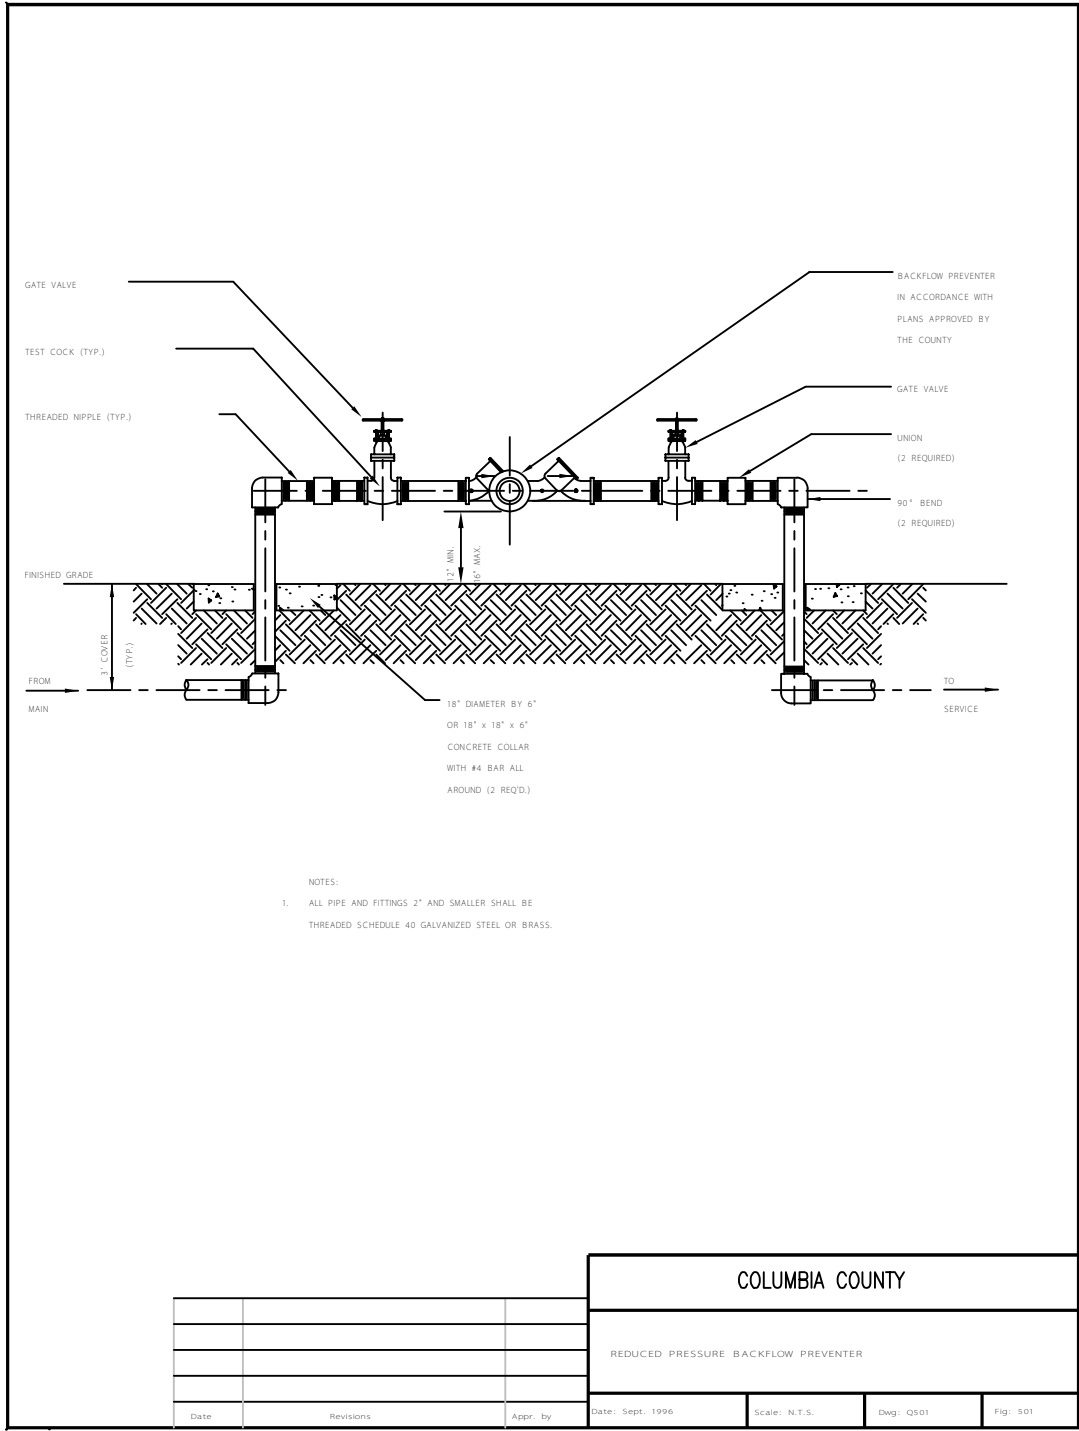 GATE VALVE
TEST COCK (TYP.)
THREADED NIPPLE (TYP.)
BACKFLOW PREVENTER
IN ACCORDANCE WITH
PLANS APPROVED BY
THE COUNTY
GATE VALVE
UNION
(2 REQUIRED)
90° BEND
(2 REQUIRED)
12" MIN.
16" MAX.
FINISHED GRADE
3' COVER
(TYP.)
FROM
MAIN
TO
SERVICE
18" DIAMETER BY 6"
OR 18" x 18" x 6"
CONCRETE COLLAR
WITH #4 BAR ALL
AROUND (2 REQ'D.)
NOTES:
1. ALL PIPE AND FITTINGS 2" AND SMALLER SHALL BE
THREADED SCHEDULE 40 GALVANIZED STEEL OR BRASS.
COLUMBIA COUNTY
REDUCED PRESSURE BACKFLOW PREVENTER
Date Revisions Appr. by
Date: Sept. 1996 Scale: N.T.S. Dwg: QS01 Fig: 501